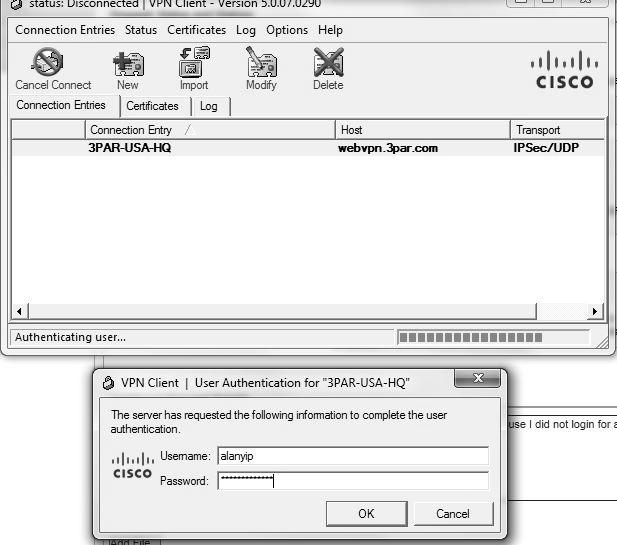 status: Disconnected | VPN Client - Version 5.0.07.0290
Connection Entries Status Certificates Log Options Help
Cancel Connect New Import Modify Delete
CISCO
Connection Entries Certificates Log
Connection Entry Host Transport
3PAR-USA-HQ webvpn.3par.com IPSec/UDP
Authenticating user...
VPN Client | User Authentication for "3PAR-USA-HQ"
The server has requested the following information to complete the user
authentication.
CISCO
Username: alanyip
Password: *************
OK Cancel
use I did not login for a
Add File